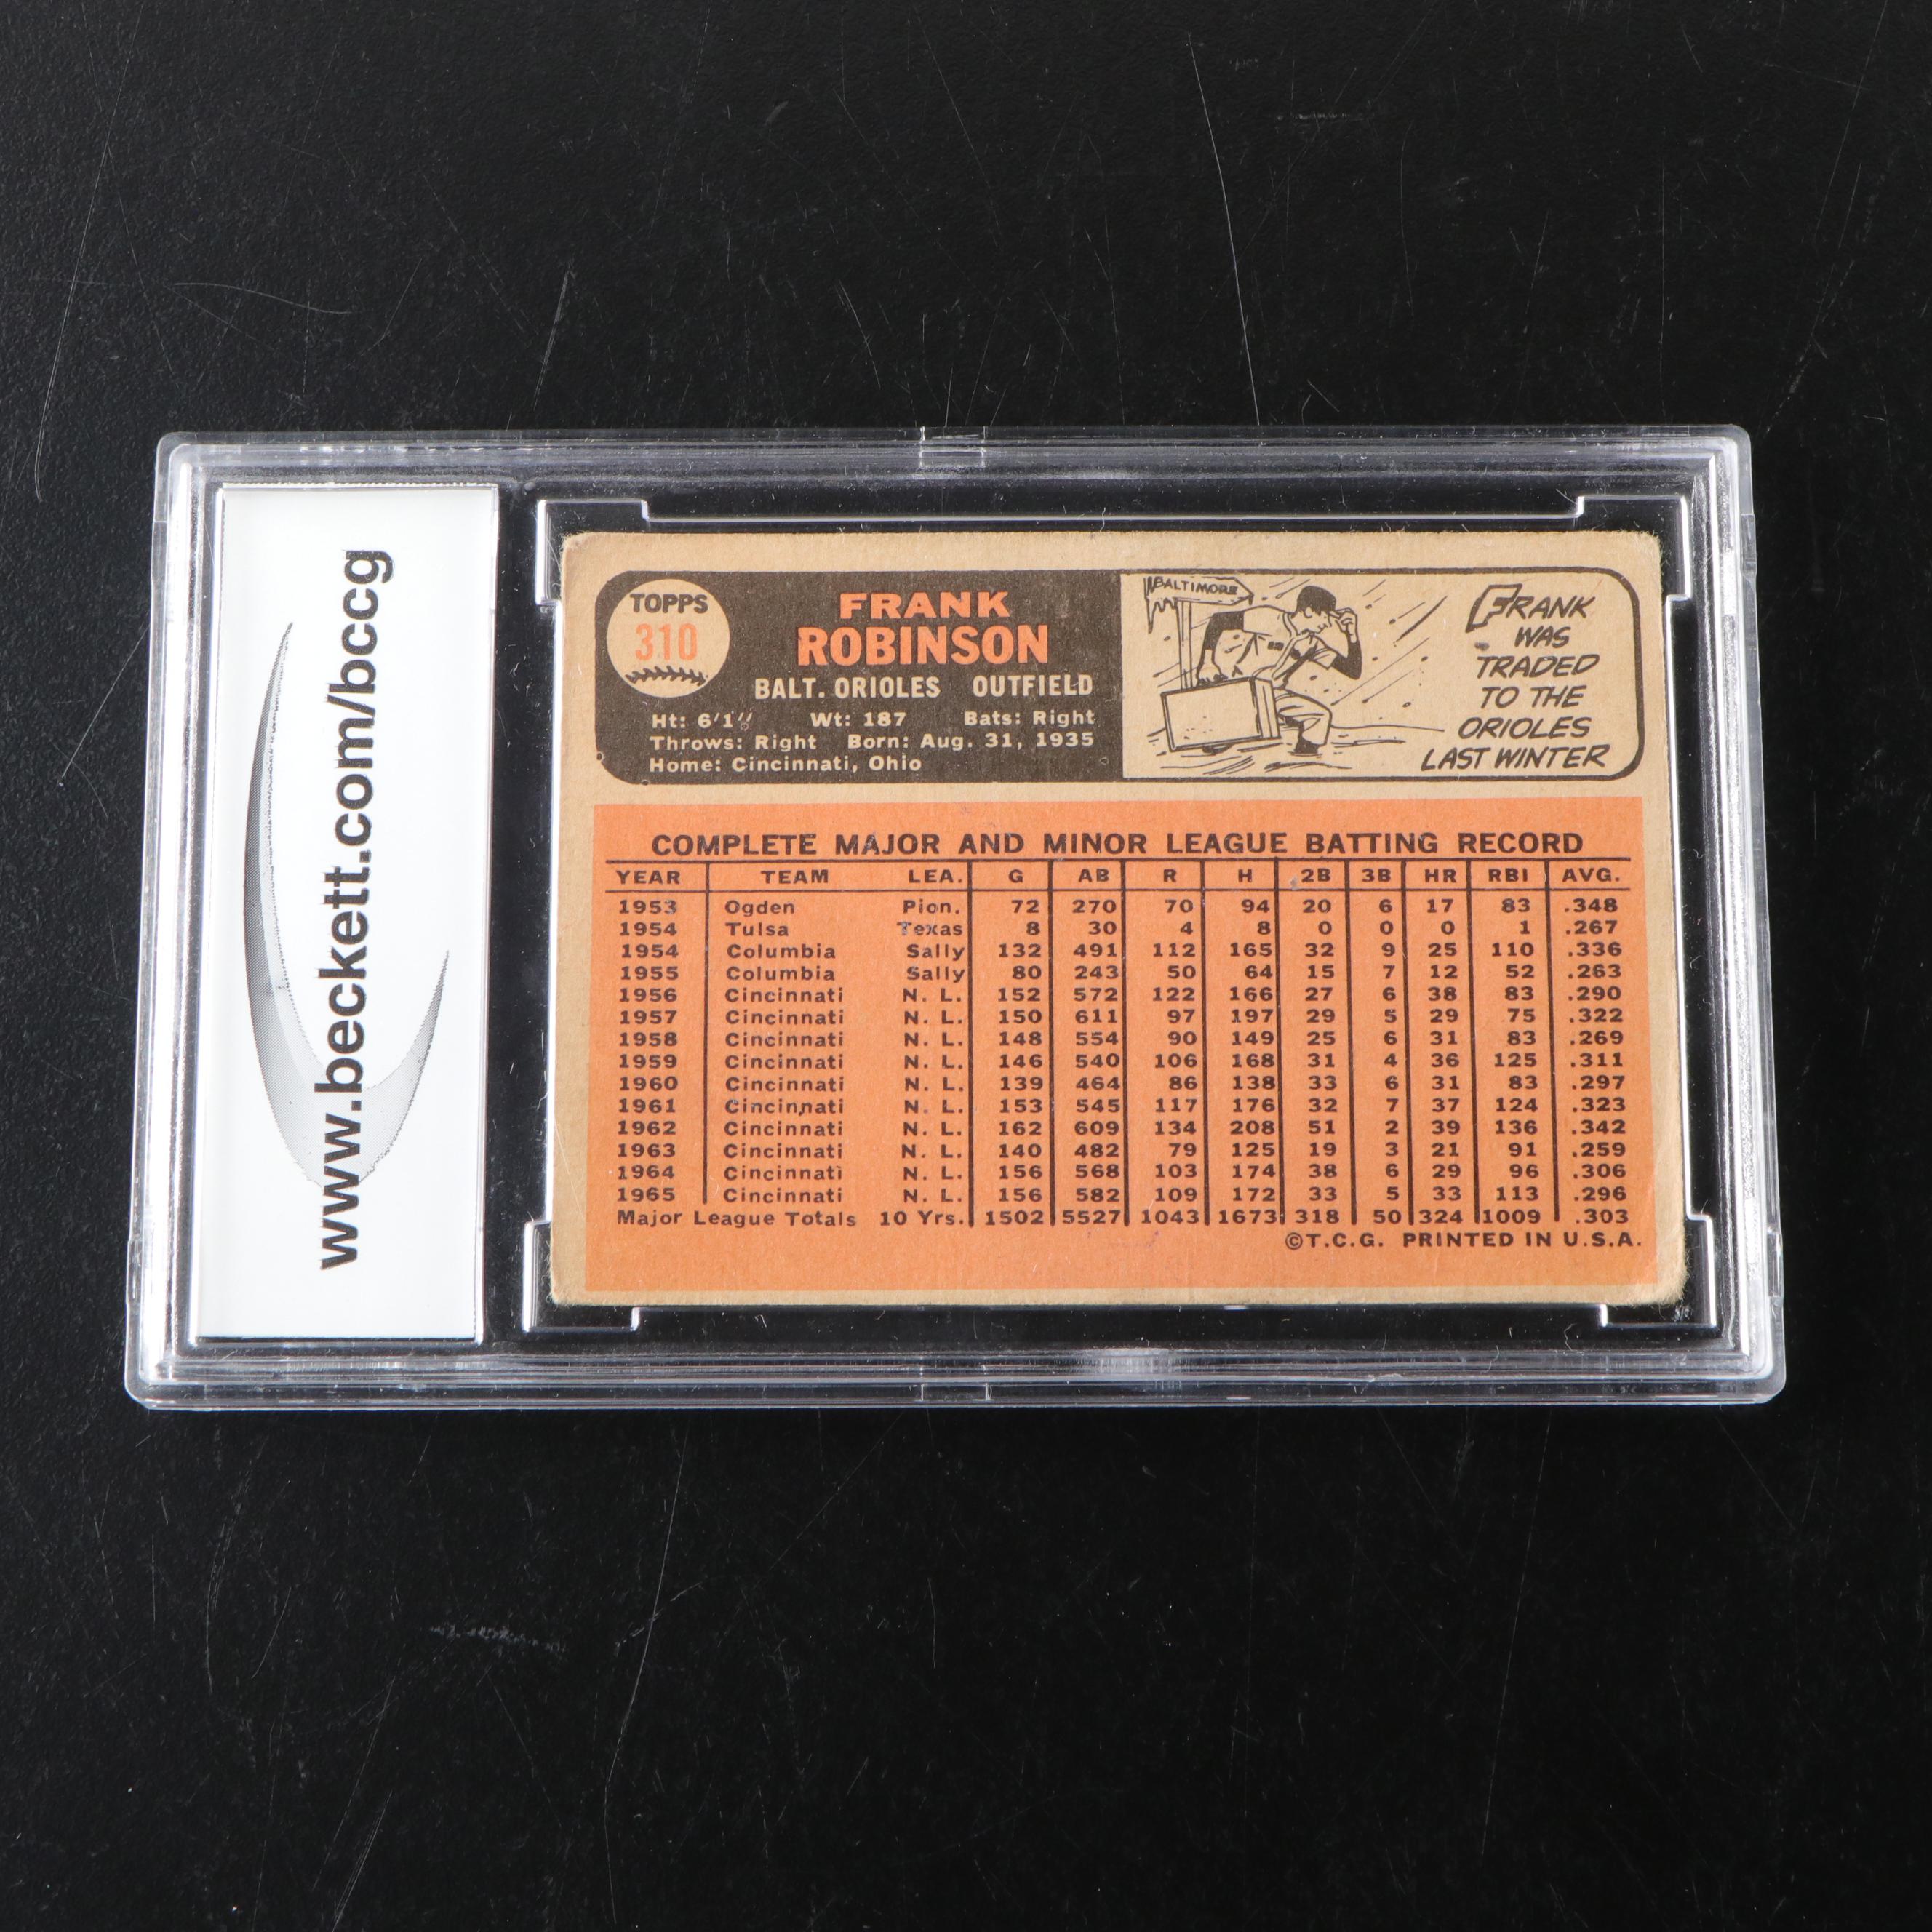 www.beckett.com/bccg
TOPPS
310
FRANK
ROBINSON
BALT. ORIOLES OUTFIELD
Ht: 6'1" Wt: 187 Bats: Right
Throws: Right Born: Aug. 31, 1935
Home: Cincinnati, Ohio
BALTIMORE
FRANK
WAS
TRADED
TO THE
ORIOLES
LAST WINTER
COMPLETE MAJOR AND MINOR LEAGUE BATTING RECORD
YEAR TEAM LEA. G AB R H 2B 3B HR RBI AVG.
1953 Ogden Pion. 72 270 70 94 20 6 17 83 .348
1954 Tulsa Texas 8 30 4 8 0 0 0 1 .267
1954 Columbia Sally 132 491 112 165 32 9 25 110 .336
1955 Columbia Sally 80 243 50 64 15 7 12 52 .263
1956 Cincinnati N. L. 152 572 122 166 27 6 38 83 .290
1957 Cincinnati N. L. 150 611 97 197 29 5 29 75 .322
1958 Cincinnati N. L. 148 554 90 149 25 6 31 83 .269
1959 Cincinnati N. L. 146 540 106 168 31 4 36 125 .311
1960 Cincinnati N. L. 139 464 86 138 33 6 31 83 .297
1961 Cincinnati N. L. 153 545 117 176 32 7 37 124 .323
1962 Cincinnati N. L. 162 609 134 208 51 2 39 136 .342
1963 Cincinnati N. L. 140 482 79 125 19 3 21 91 .259
1964 Cincinnati N. L. 156 568 103 174 38 6 29 96 .306
1965 Cincinnati N. L. 156 582 109 172 33 5 33 113 .296
Major League Totals 10 Yrs. 1502 5527 1043 1673 318 50 324 1009 .303
©T.C.G. PRINTED IN U.S.A.